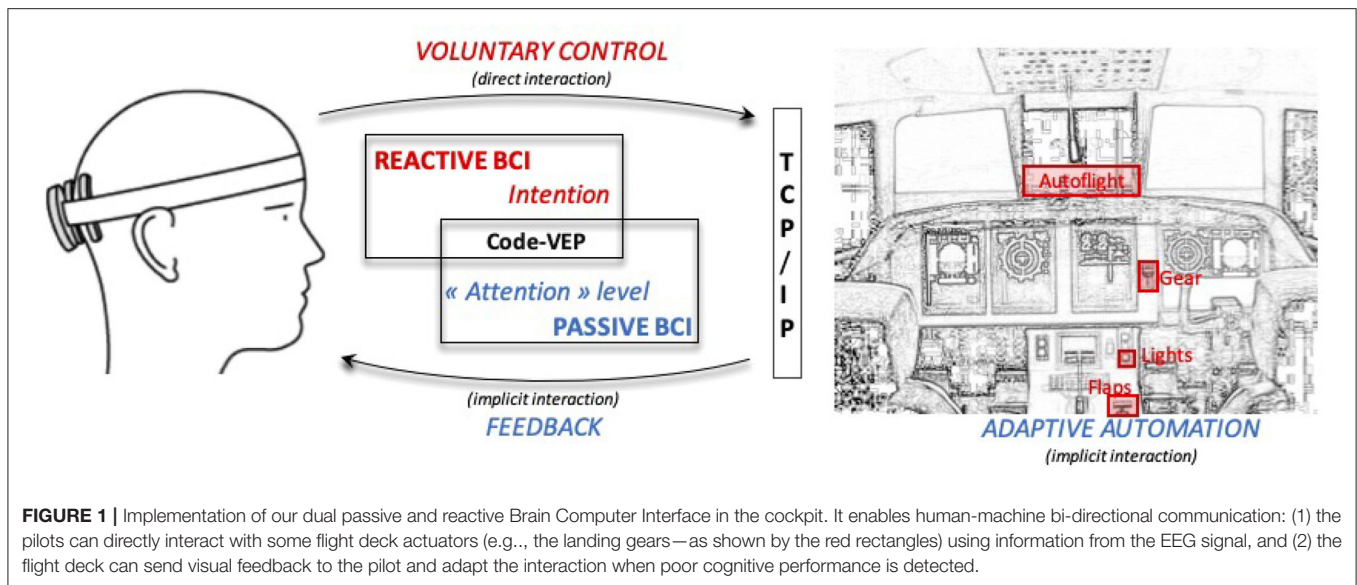 VOLUNTARY CONTROL
(direct interaction)
REACTIVE BCI
Intention
Code-VEP
« Attention » level
PASSIVE BCI
(implicit interaction)
FEEDBACK
TCP/IP
Autoflight
Gear
Lights
Flaps
ADAPTIVE AUTOMATION
(implicit interaction)
FIGURE 1 | Implementation of our dual passive and reactive Brain Computer Interface in the cockpit. It enables human-machine bi-directional communication: (1) the
pilots can directly interact with some flight deck actuators (e.g.., the landing gears—as shown by the red rectangles) using information from the EEG signal, and (2) the
flight deck can send visual feedback to the pilot and adapt the interaction when poor cognitive performance is detected.